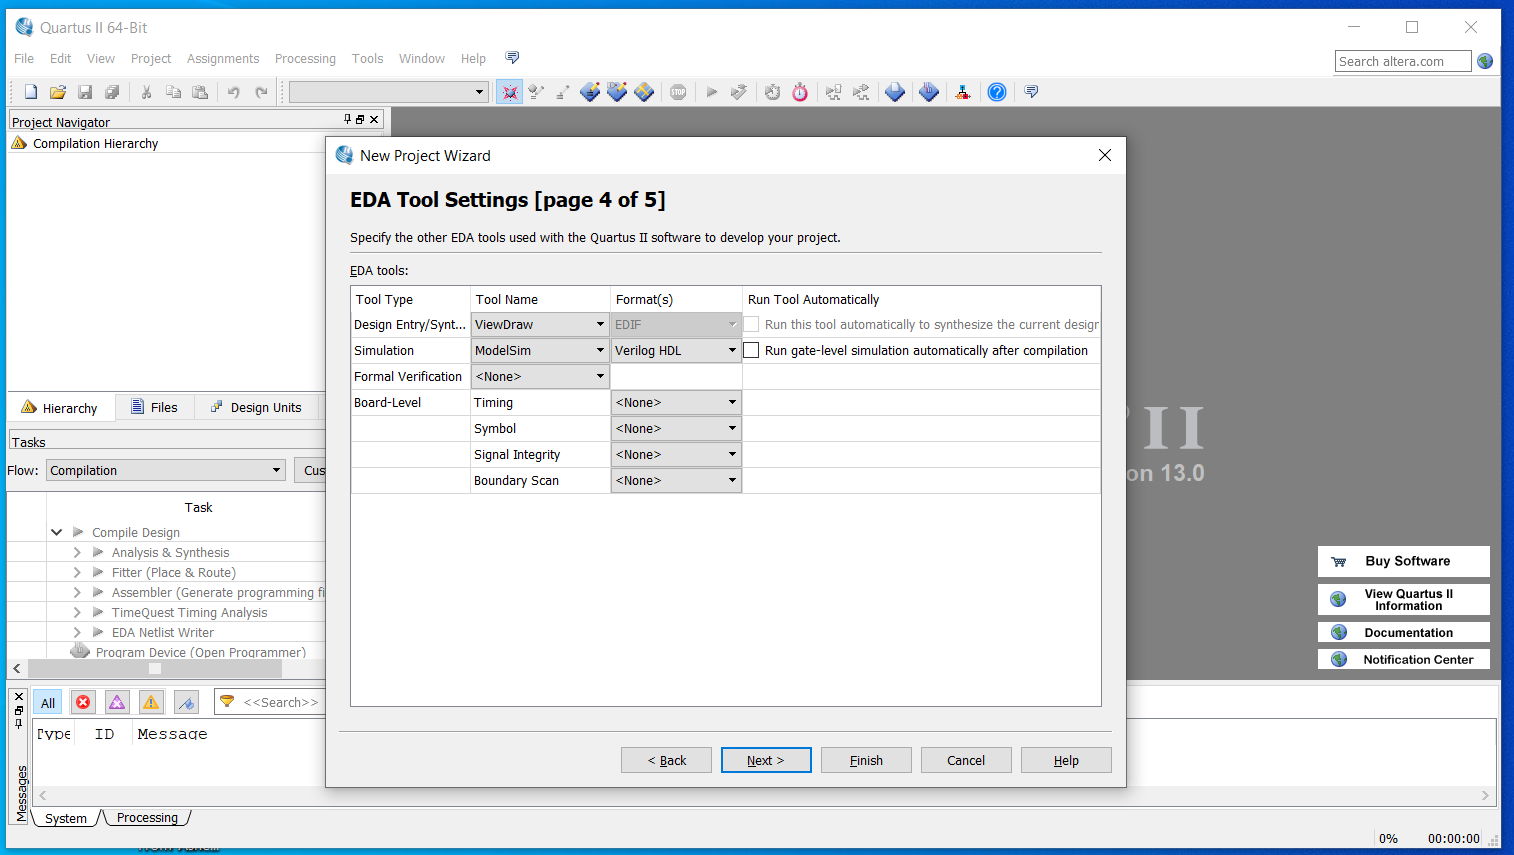 Quartus II 64-Bit
File Edit View Project Assignments Processing Tools Window Help
Search altera.com
STOP
Project Navigator
Compilation Hierarchy
Hierarchy Files Design Units
Tasks
Flow: Compilation Cus
Task
Compile Design
Analysis & Synthesis
Fitter (Place & Route)
Assembler (Generate programming fi
TimeQuest Timing Analysis
EDA Netlist Writer
Program Device (Open Programmer)
New Project Wizard
EDA Tool Settings [page 4 of 5]
Specify the other EDA tools used with the Quartus II software to develop your project.
EDA tools:
Tool Type Tool Name Format(s) Run Tool Automatically
Design Entry/Synt... ViewDraw EDIF Run this tool automatically to synthesize the current design
Simulation ModelSim Verilog HDL Run gate-level simulation automatically after compilation
Formal Verification <None>
Board-Level Timing <None>
Symbol <None>
Signal Integrity <None>
Boundary Scan <None>
< Back Next > Finish Cancel Help
II
on 13.0
Buy Software
View Quartus II
Information
Documentation
Notification Center
All <<Search>>
Type ID Message
Messages
System Processing
0% 00:00:00